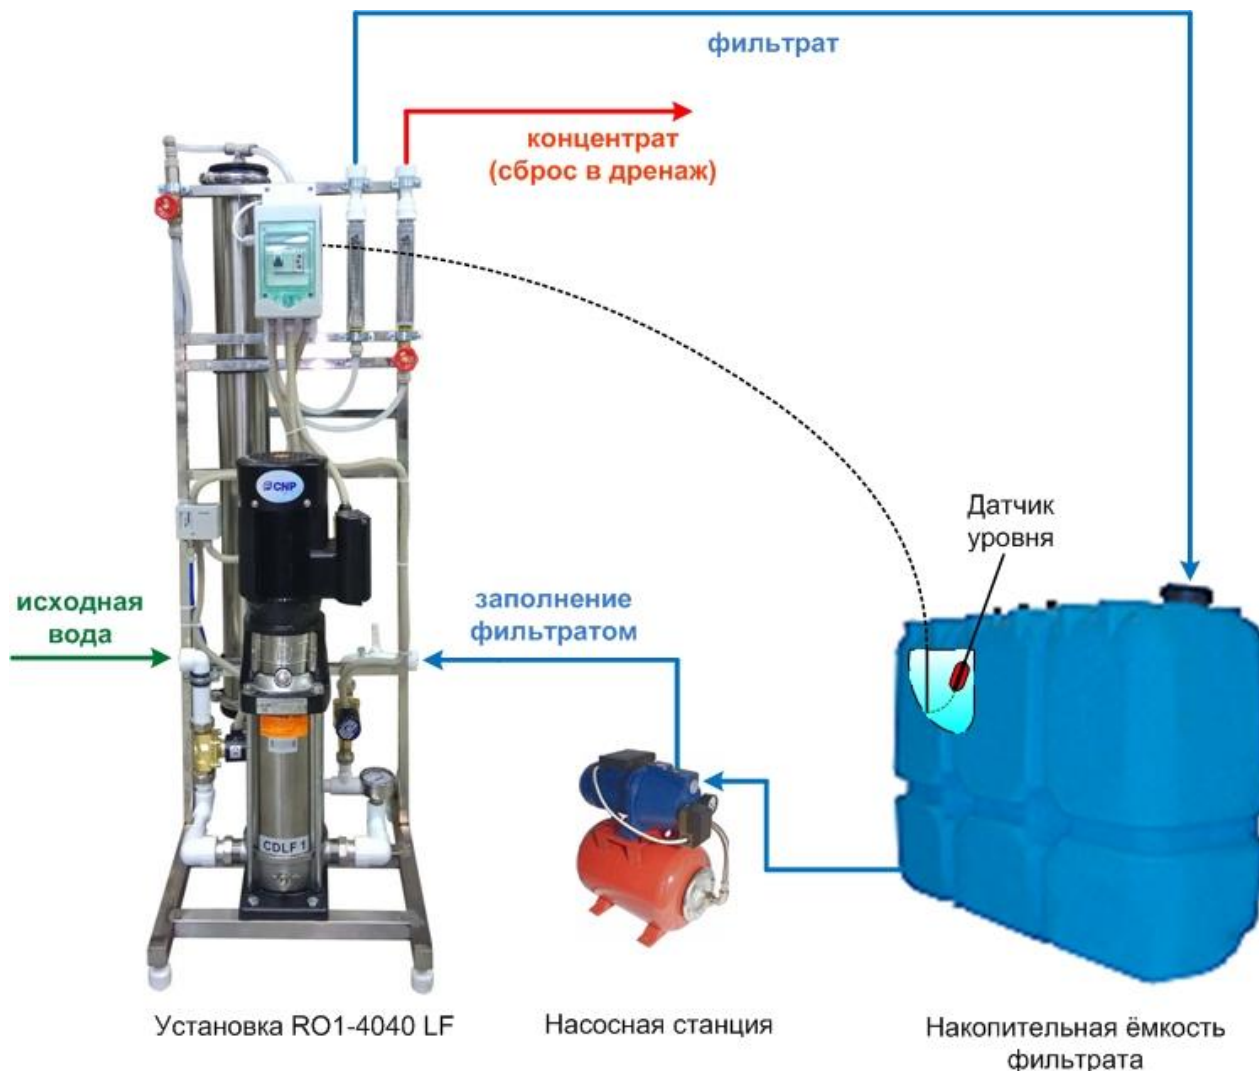 фильтрат
концентрат
(сброс в дренаж)
CNP
Датчик
уровня
исходная
вода
заполнение
фильтратом
CDLF 1
Установка RO1-4040 LF
Насосная станция
Накопительная ёмкость
фильтрата